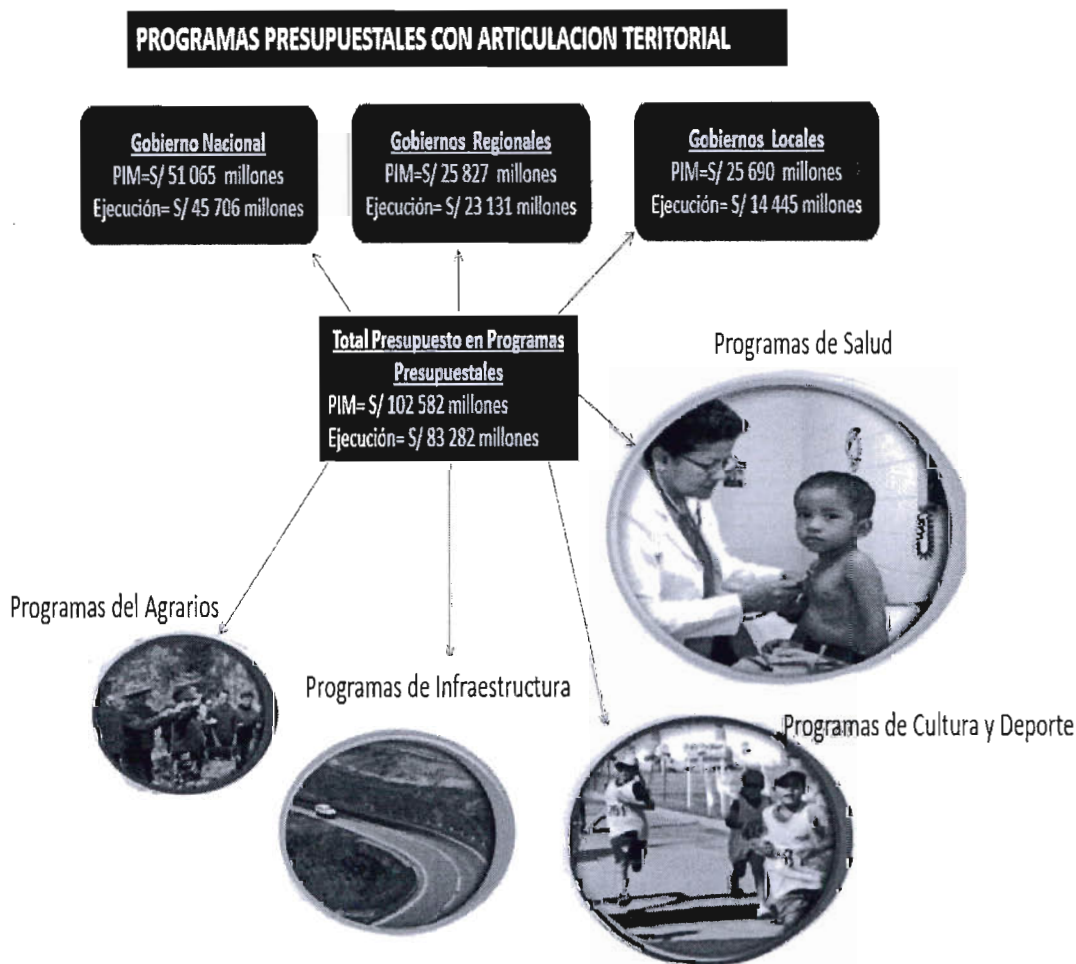 PROGRAMAS PRESUPUESTALES CON ARTICULACION TERITORIAL
Gobierno Nacional
PIM=S/ 51 065 millones
Ejecución= S/ 45 706 millones
Gobiernos Regionales
PIM=S/ 25 827 millones
Ejecución= S/ 23 131 millones
Gobiernos Locales
PIM=S/ 25 690 millones
Ejecución= S/ 14 445 millones
Total Presupuesto en Programas
Presupuestales
PIM= S/ 102 582 millones
Ejecución= S/ 83 282 millones
Programas de Salud
Programas del Agrarios
Programas de Infraestructura
Programas de Cultura y Deporte